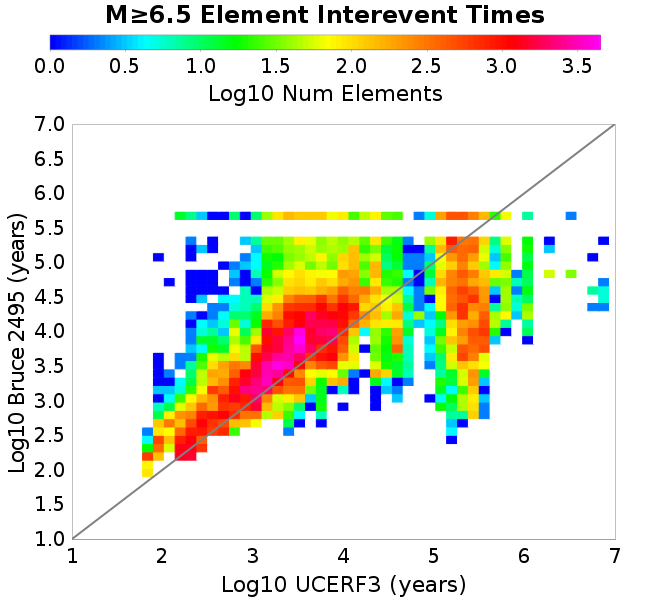 M≥6.5 Element Interevent Times
0.0 0.5 1.0 1.5 2.0 2.5 3.0 3.5
Log10 Num Elements
7.0
6.5
6.0
5.5
5.0
4.5
4.0
3.5
3.0
2.5
2.0
1.5
1.0
Log10 Bruce 2495 (years)
1 2 3 4 5 6 7
Log10 UCERF3 (years)